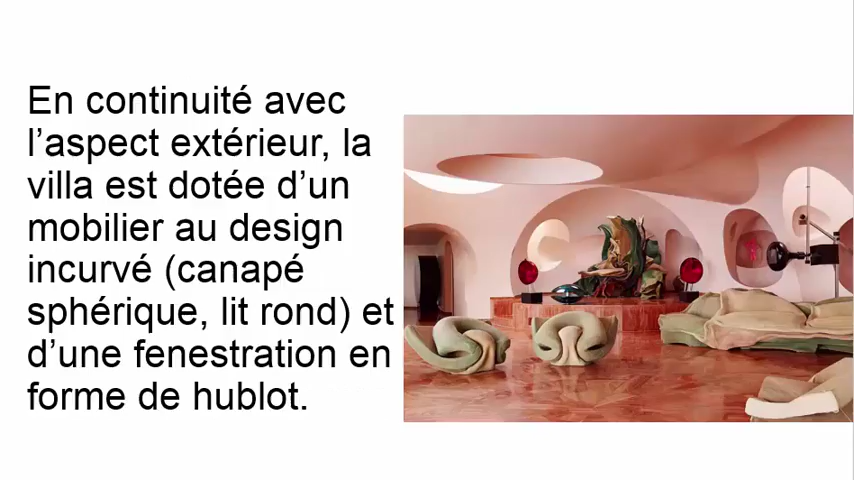 En continuité avec
l’aspect extérieur, la
villa est dotée d’un
mobilier au design
incurvé (canapé
sphérique, lit rond) et
d’une fenestration en
forme de hublot.